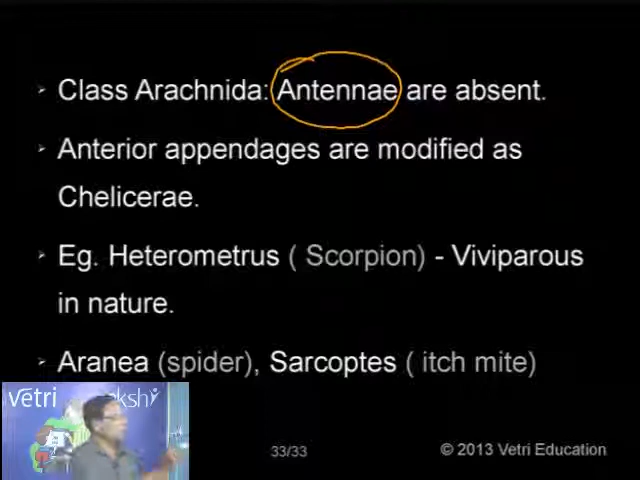 Class Arachnida: Antennae are absent.
Anterior appendages are modified as
Chelicerae.
Eg. Heterometrus ( Scorpion) - Viviparous
in nature.
Aranea (spider), Sarcoptes ( itch mite)
vetri
33/33
© 2013 Vetri Education